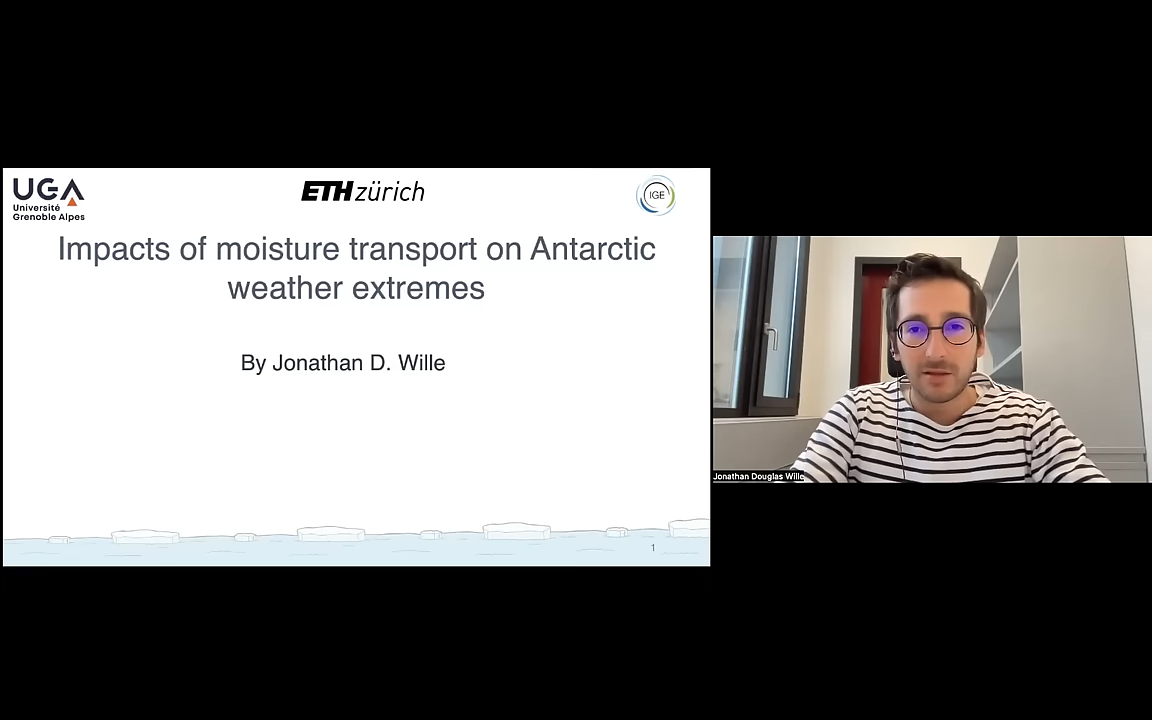 UGA
Université
Grenoble Alpes
ETH zürich
IGE
Impacts of moisture transport on Antarctic
weather extremes
By Jonathan D. Wille
1
Jonathan Douglas Wille